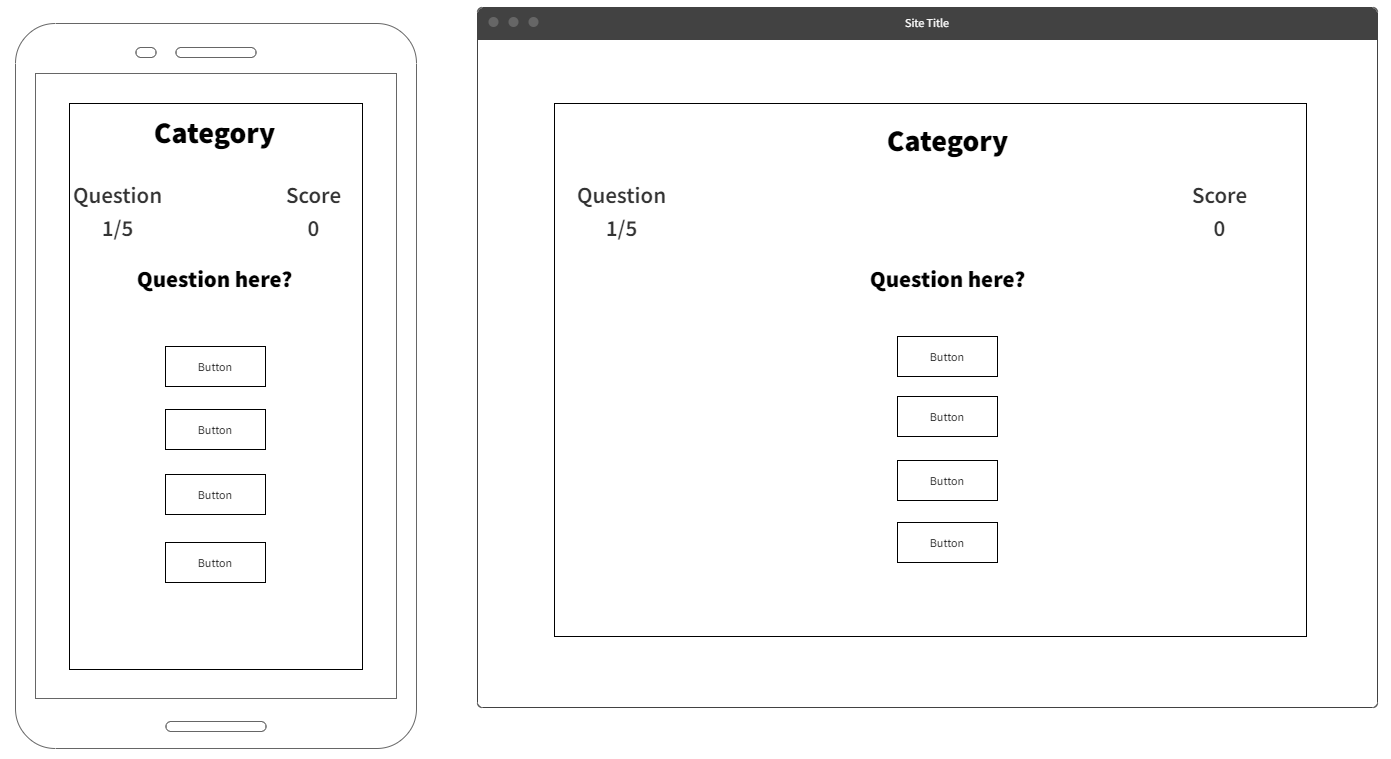 Category
Question Score
1/5 0
Question here?
Button
Button
Button
Button
Site Title
Category
Question Score
1/5 0
Question here?
Button
Button
Button
Button